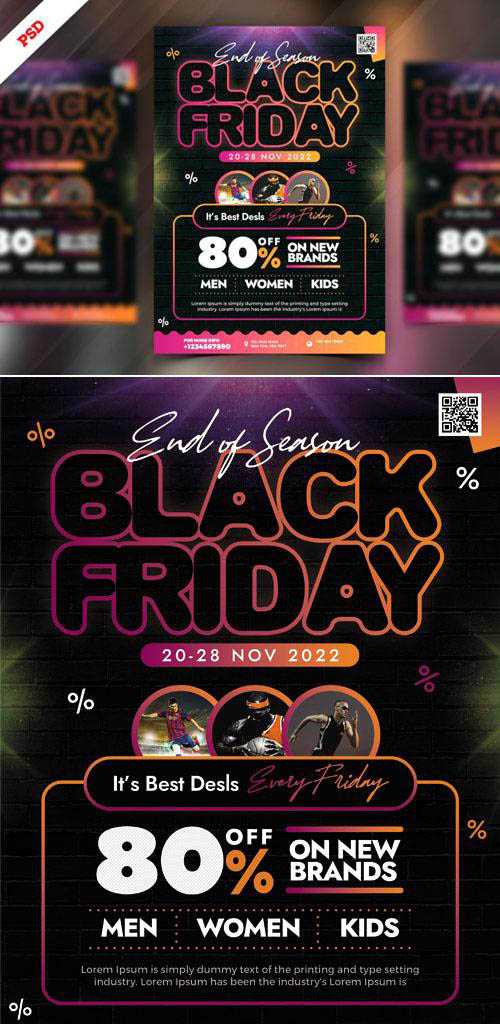 PSD
End of Season
BLACK
FRIDAY
20-28 NOV 2022
It's Best Desls Every Friday
80% OFF
ON NEW
BRANDS
MEN WOMEN KIDS
Lorem Ipsum is simply dummy text of the printing and type setting
industry. Lorem Ipsum has been the industry's Lorem Ipsum is
FOR MORE INFO
+1234567890
End of Season
BLACK
FRIDAY
20-28 NOV 2022
It's Best Desls Every Friday
80% OFF
ON NEW
BRANDS
MEN WOMEN KIDS
Lorem Ipsum is simply dummy text of the printing and type setting
industry. Lorem Ipsum has been the industry's Lorem Ipsum is